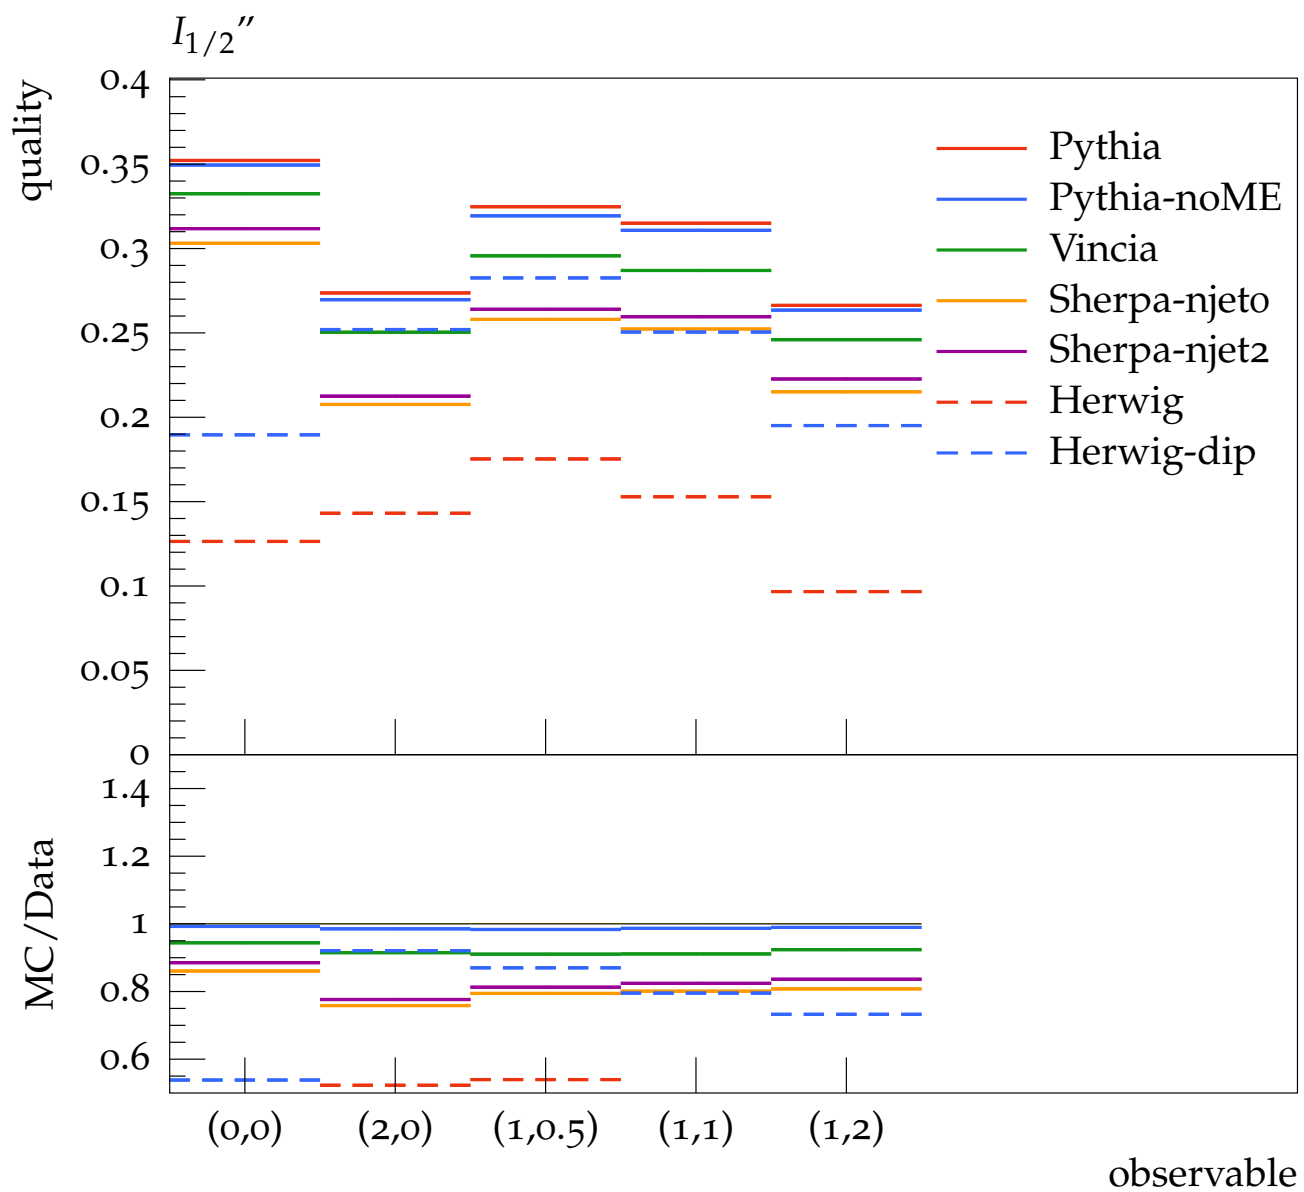 I1/2″
quality
0.4
0.35
0.3
0.25
0.2
0.15
0.1
0.05
0
Pythia
Pythia-noME
Vincia
Sherpa-njet0
Sherpa-njet2
Herwig
Herwig-dip
MC/Data
1.4
1.2
1
0.8
0.6
(0,0) (2,0) (1,0.5) (1,1) (1,2)
observable